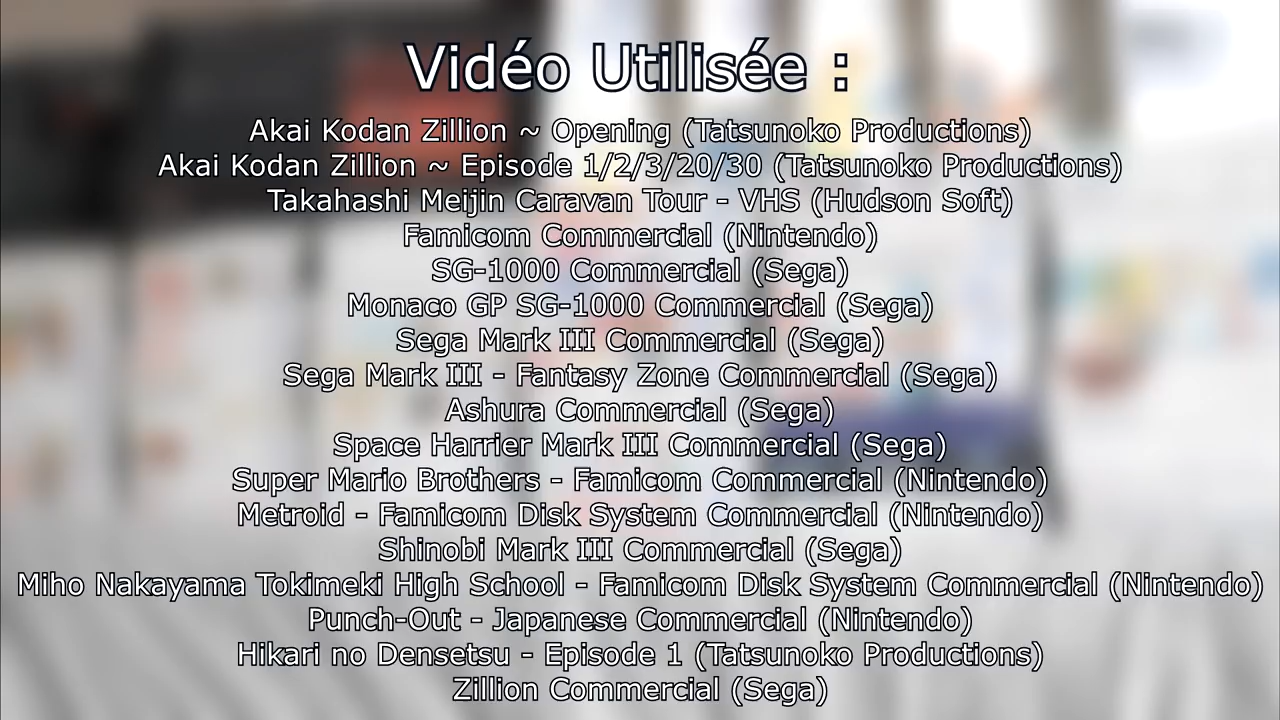 Vidéo Utilisée :
Akai Kodan Zillion ~ Opening (Tatsunoko Productions)
Akai Kodan Zillion ~ Episode 1/2/3/20/30 (Tatsunoko Productions)
Takahashi Meijin Caravan Tour - VHS (Hudson Soft)
Famicom Commercial (Nintendo)
SG-1000 Commercial (Sega)
Monaco GP SG-1000 Commercial (Sega)
Sega Mark III Commercial (Sega)
Sega Mark III - Fantasy Zone Commercial (Sega)
Ashura Commercial (Sega)
Space Harrier Mark III Commercial (Sega)
Super Mario Brothers - Famicom Commercial (Nintendo)
Metroid - Famicom Disk System Commercial (Nintendo)
Shinobi Mark III Commercial (Sega)
Miho Nakayama Tokimeki High School - Famicom Disk System Commercial (Nintendo)
Punch-Out - Japanese Commercial (Nintendo)
Hikari no Densetsu - Episode 1 (Tatsunoko Productions)
Zillion Commercial (Sega)